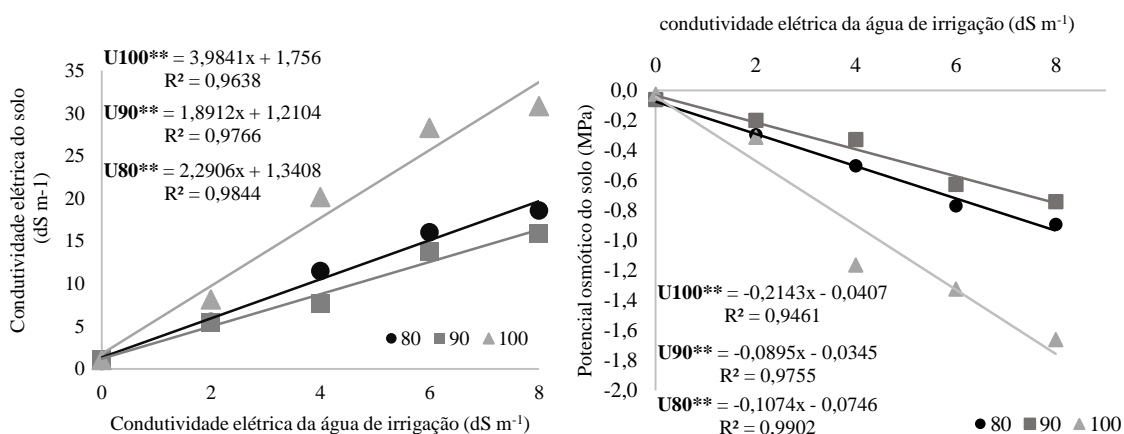 U100** = 3,9841x + 1,756
R² = 0,9638
U90** = 1,8912x + 1,2104
R² = 0,9766
U80** = 2,2906x + 1,3408
R² = 0,9844
Condutividade elétrica do solo
(dS m-1)
35
30
25
20
15
10
5
0
80 90 100
0 2 4 6 8
Condutividade elétrica da água de irrigação (dS m⁻¹)
condutividade elétrica da água de irrigação (dS m⁻¹)
0 2 4 6 8
Potencial osmótico do solo (MPa)
0,0
-0,2
-0,4
-0,6
-0,8
-1,0
-1,2
-1,4
-1,6
-1,8
-2,0
U100** = -0,2143x - 0,0407
R² = 0,9461
U90** = -0,0895x - 0,0345
R² = 0,9755
U80** = -0,1074x - 0,0746
R² = 0,9902
80 90 100